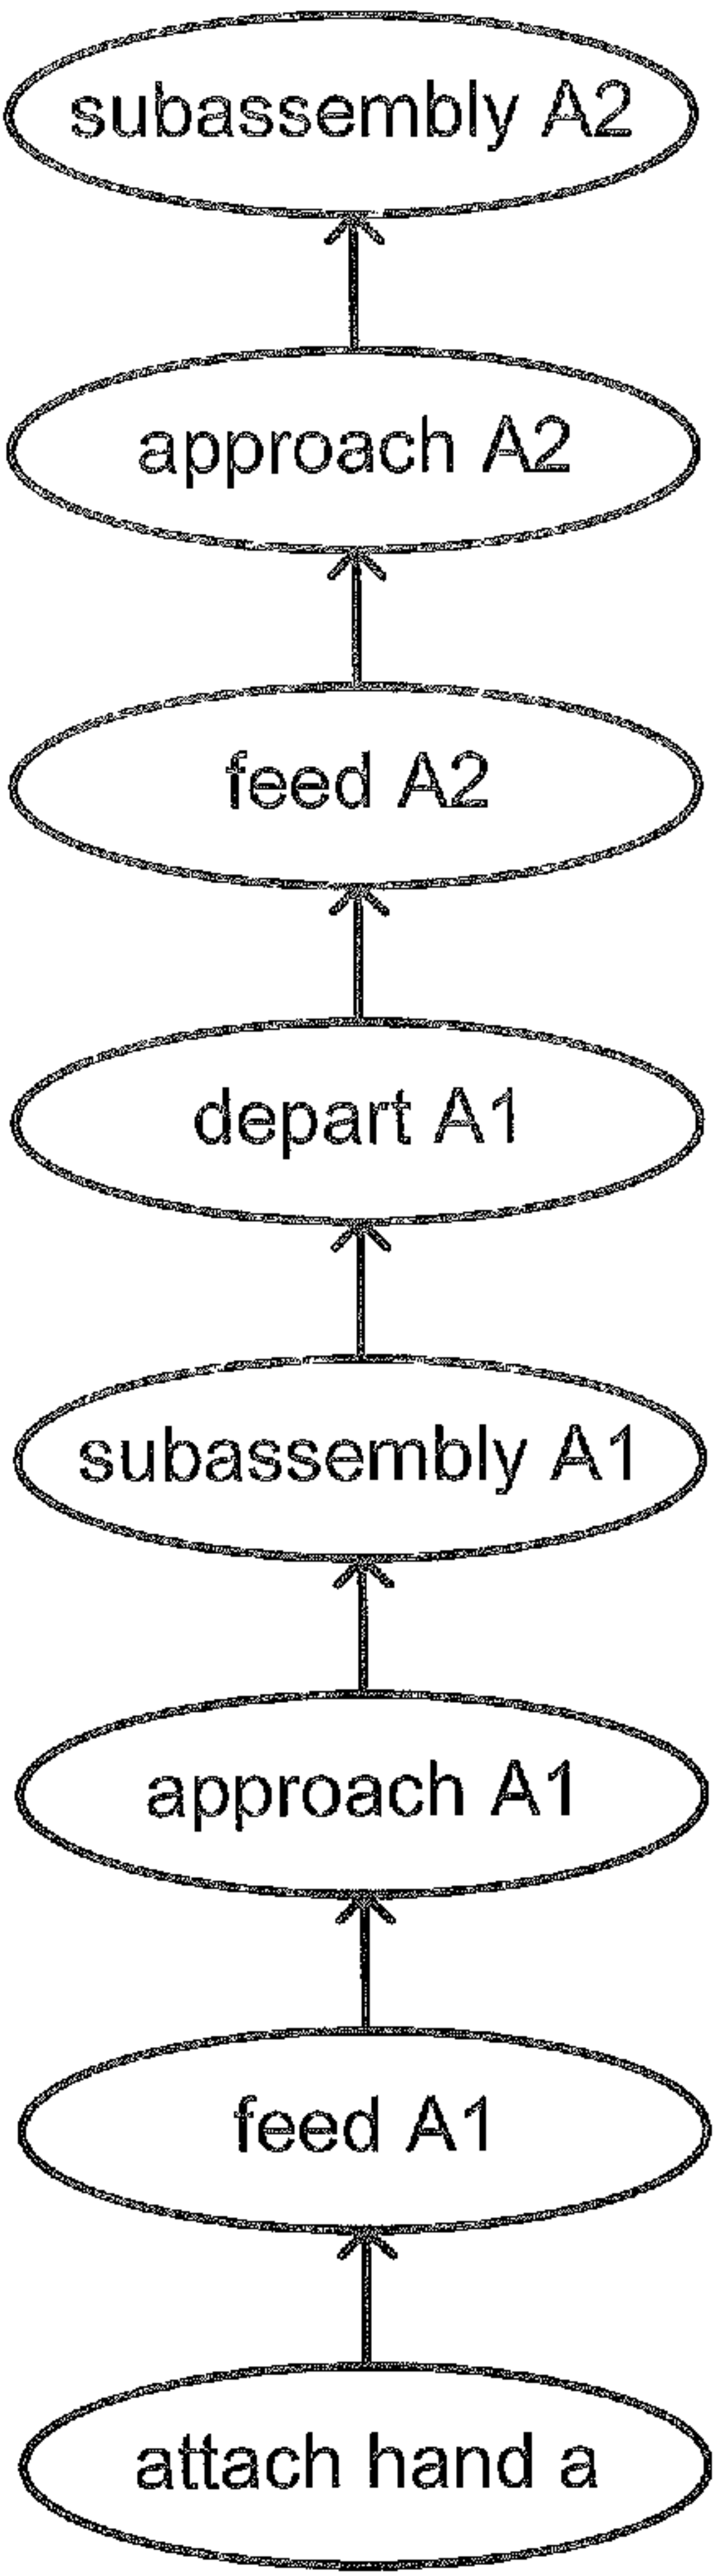 subassembly A2
approach A2
feed A2
depart A1
subassembly A1
approach A1
feed A1
attach hand a